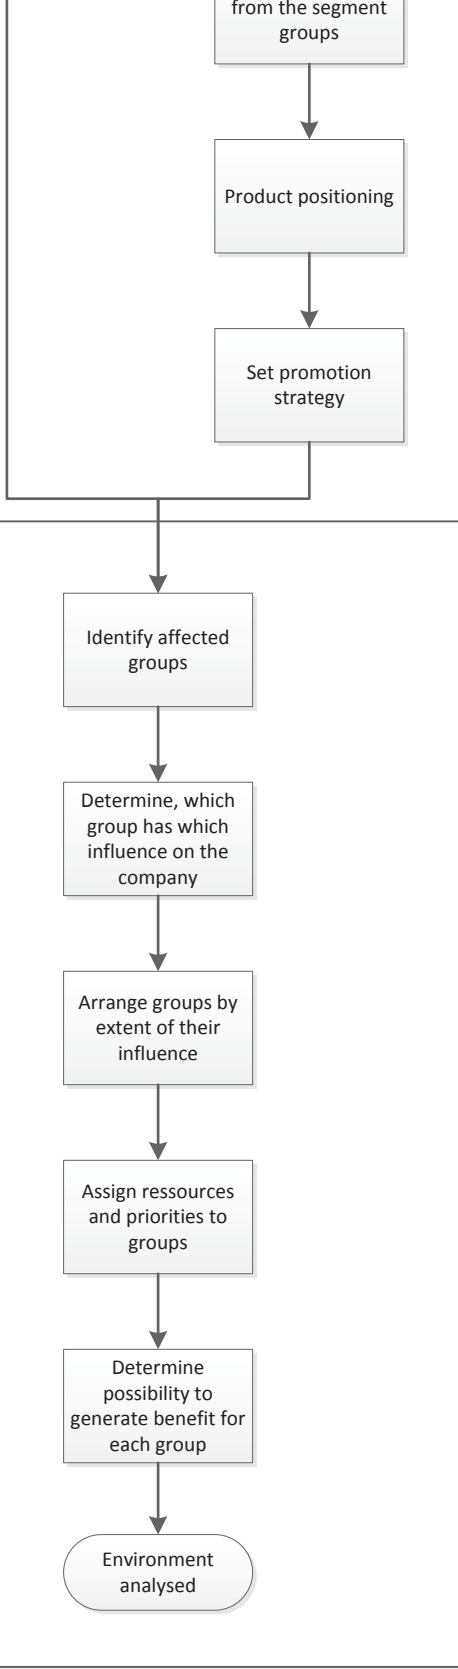 from the segment
groups
Product positioning
Set promotion
strategy
Identify affected
groups
Determine, which
group has which
influence on the
company
Arrange groups by
extent of their
influence
Assign ressources
and priorities to
groups
Determine
possibility to
generate benefit for
each group
Environment
analysed